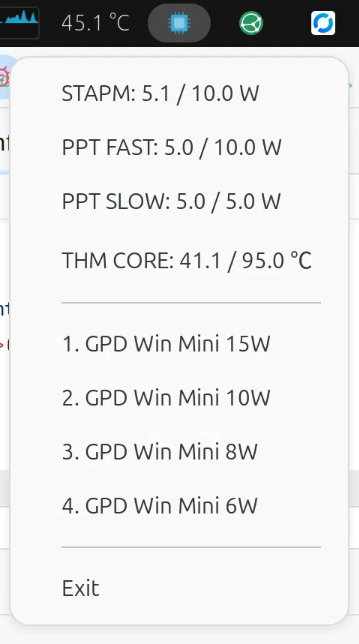 45.1 °C
STAPM: 5.1 / 10.0 W
PPT FAST: 5.0 / 10.0 W
PPT SLOW: 5.0 / 5.0 W
THM CORE: 41.1 / 95.0 °C
1. GPD Win Mini 15W
2. GPD Win Mini 10W
3. GPD Win Mini 8W
4. GPD Win Mini 6W
Exit